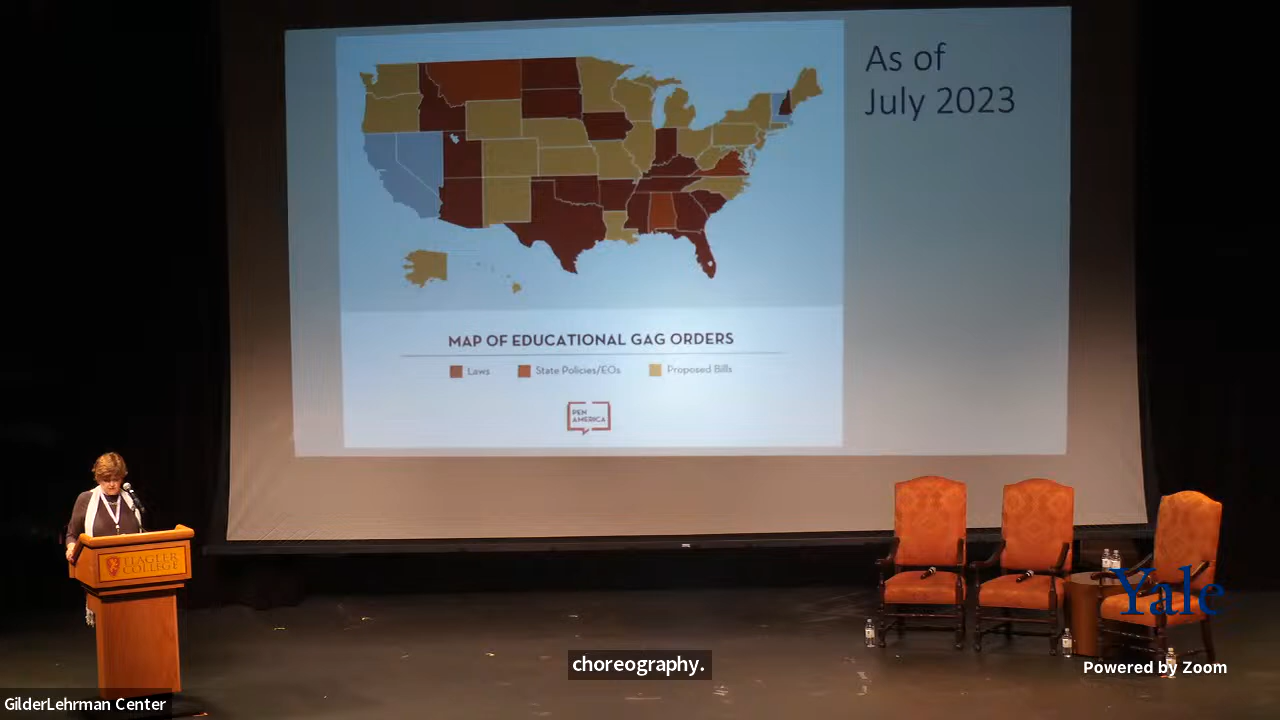 As of
July 2023
MAP OF EDUCATIONAL GAG ORDERS
Laws
State Policies/EOs
Proposed Bills
PEN
AMERICA
FLAGLER
COLLEGE
Yale
choreography.
Powered by Zoom
GilderLehrman Center